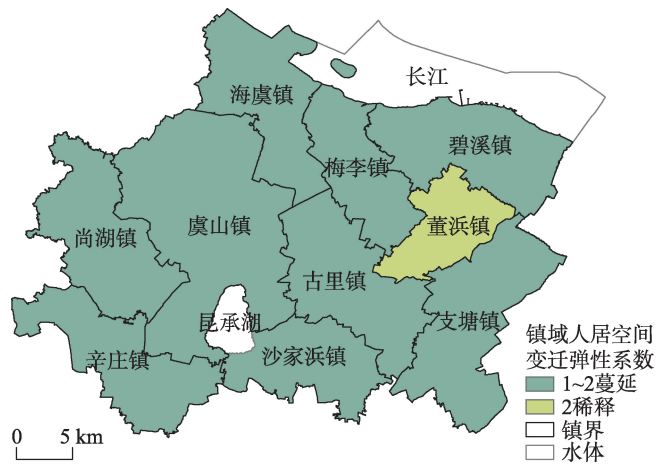 长江
海虞镇
碧溪镇
梅李镇
虞山镇
董浜镇
尚湖镇
古里镇
昆承湖
支塘镇
沙家浜镇
辛庄镇
镇域人居空间
变迁弹性系数
1~2蔓延
2稀释
镇界
水体
0 5 km